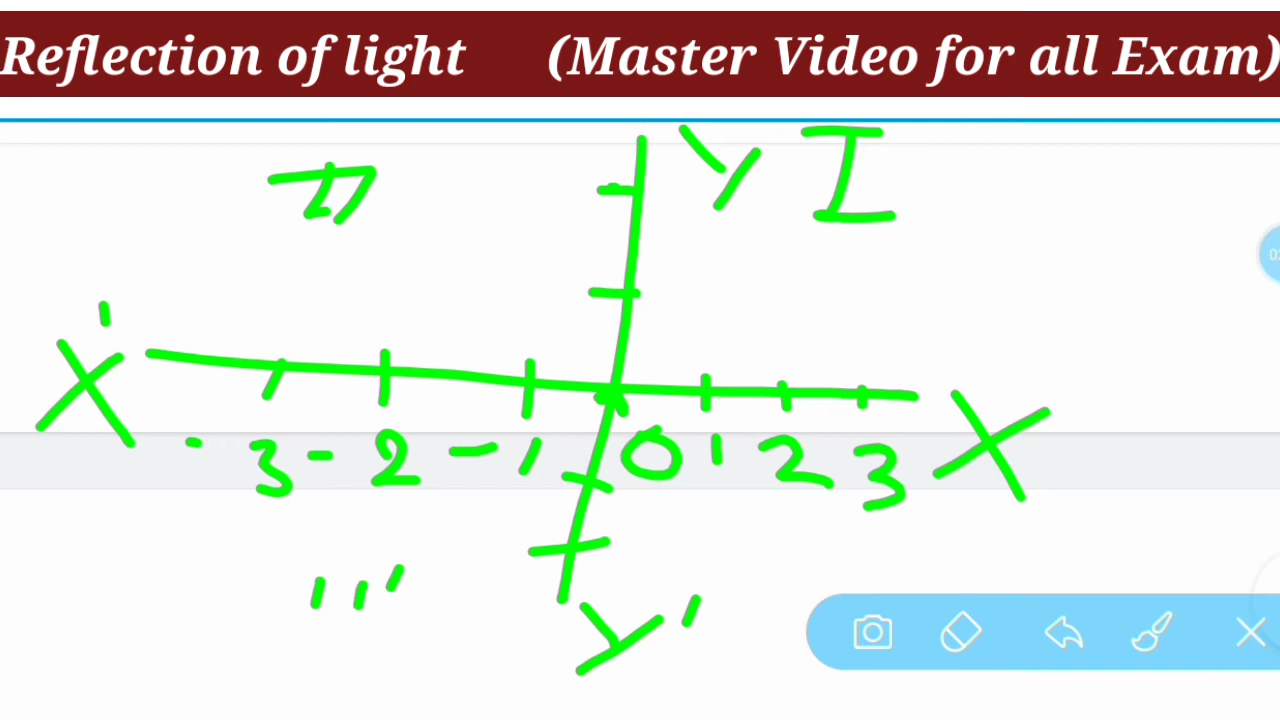 Reflection of light (Master Video for all Exam)
Y I
II
X'
X
-3 -2 -1 0 1 2 3
III
Y'